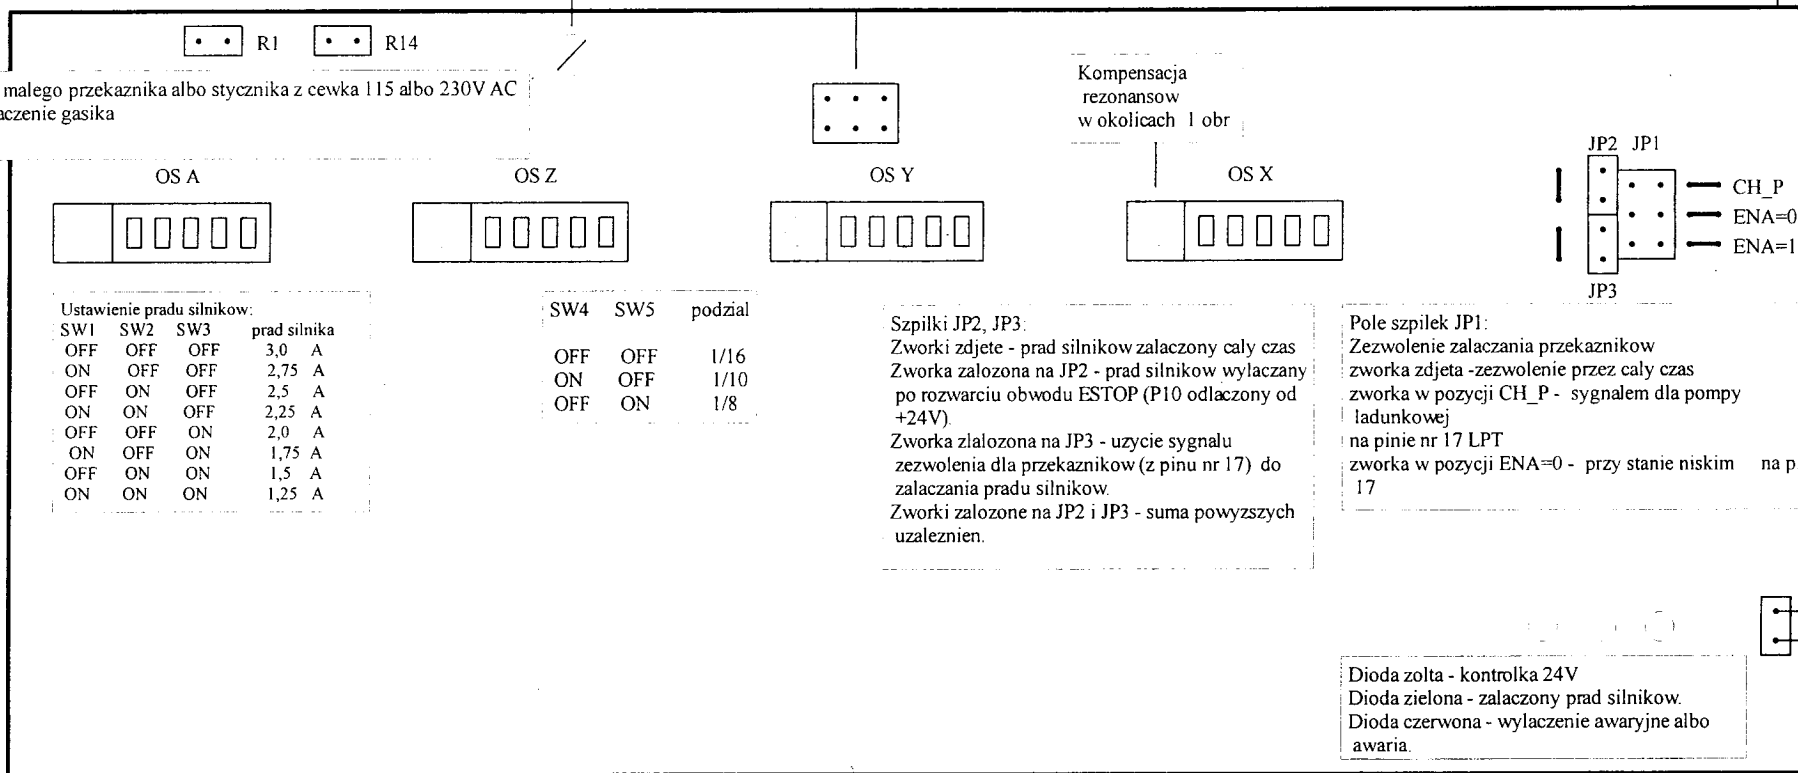 R1 R14
malego przekaznika albo stycznika z cewka 115 albo 230V AC
gasika
Kompensacja
rezonansow
w okolicach 1 obr
JP2 JP1
OS A OS Z OS Y OS X
CH_P
ENA=0
ENA=1
JP3
Ustawienie pradu silnikow:
SW1 SW2 SW3 prad silnika
OFF OFF OFF 3,0 A
ON OFF OFF 2,75 A
OFF ON OFF 2,5 A
ON ON OFF 2,25 A
OFF OFF ON 2,0 A
ON OFF ON 1,75 A
OFF ON ON 1,5 A
ON ON ON 1,25 A
SW4 SW5 podzial
OFF OFF 1/16
ON OFF 1/10
OFF ON 1/8
Szpilki JP2, JP3:
Zworki zdjete - prad silnikow zalaczony caly czas
Zworka zalozona na JP2 - prad silnikow wylaczany
po rozwarciu obwodu ESTOP (P10 odlaczony od
+24V).
Zworka zlalozona na JP3 - uzycie sygnalu
zezwolenia dla przekaznikow (z pinu nr 17) do
zalaczania pradu silnikow.
Zworki zalozone na JP2 i JP3 - suma powyzszych
uzaleznien.
Pole szpilek JP1:
Zezwolenie zalaczania przekaznikow
zworka zdjeta -zezwolenie przez caly czas
zworka w pozycji CH_P - sygnalem dla pompy
ladunkowej
na pinie nr 17 LPT
zworka w pozycji ENA=0 - przy stanie niskim na
17
Dioda zolta - kontrolka 24V
Dioda zielona - zalaczony prad silnikow.
Dioda czerwona - wylaczenie awaryjne albo
awaria.